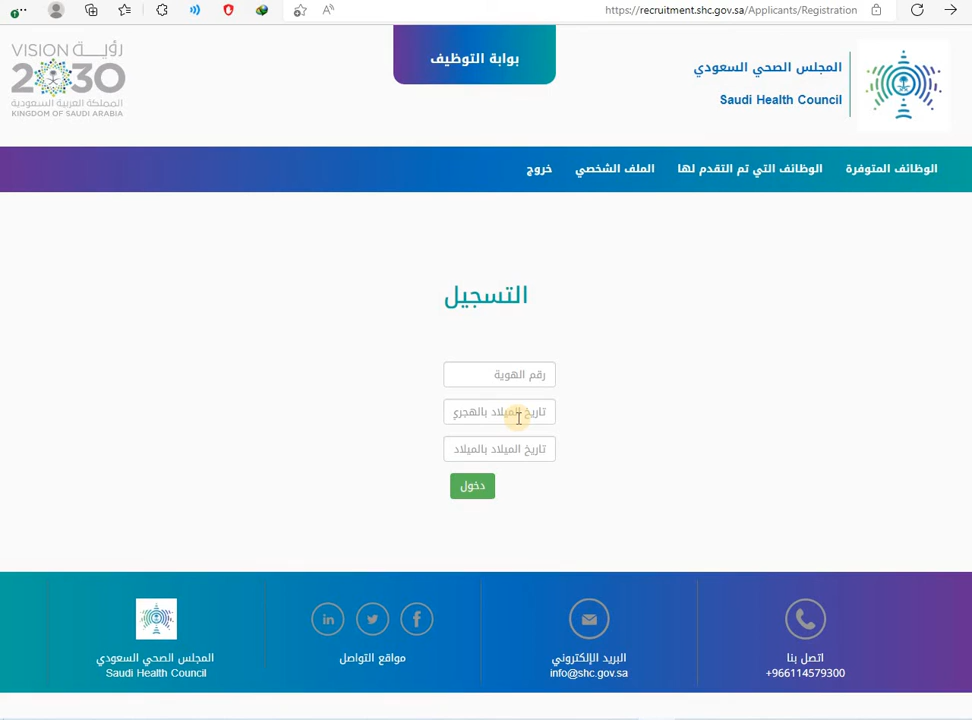 https://recruitment.shc.gov.sa/Applicants/Registration
VISION رؤيـــة
2030
المملكة العربية السعودية
KINGDOM OF SAUDI ARABIA
بوابة التوظيف
المجلس الصحي السعودي
Saudi Health Council
الوظائف المتوفرة
الوظائف التي تم التقدم لها
الملف الشخصي
خروج
التسجيل
رقم الهوية
تاريخ الميلاد بالهجري
تاريخ الميلاد بالميلاد
دخول
اتصل بنا
+966114579300
البريد الإلكتروني
info@shc.gov.sa
مواقع التواصل
المجلس الصحي السعودي
Saudi Health Council